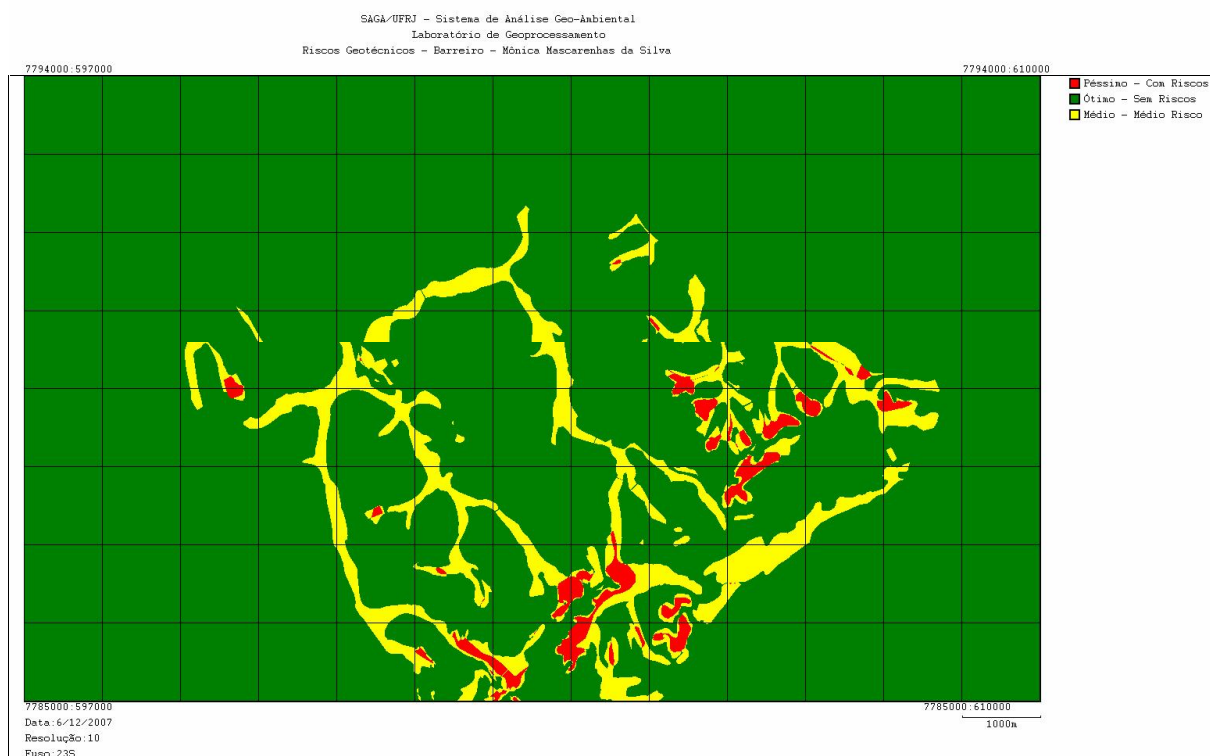 SAGA/UFRJ - Sistema de Análise Geo-Ambiental
Laboratório de Geoprocessamento
Riscos Geotécnicos - Barreiro - Mônica Mascarenhas da Silva
7794000:597000
7794000:610000
Péssimo - Com Riscos
Ótimo - Sem Riscos
Médio - Médio Risco
7785000:597000
7785000:610000
Data:6/12/2007
1000m
Resolução:10
Fuso:23S